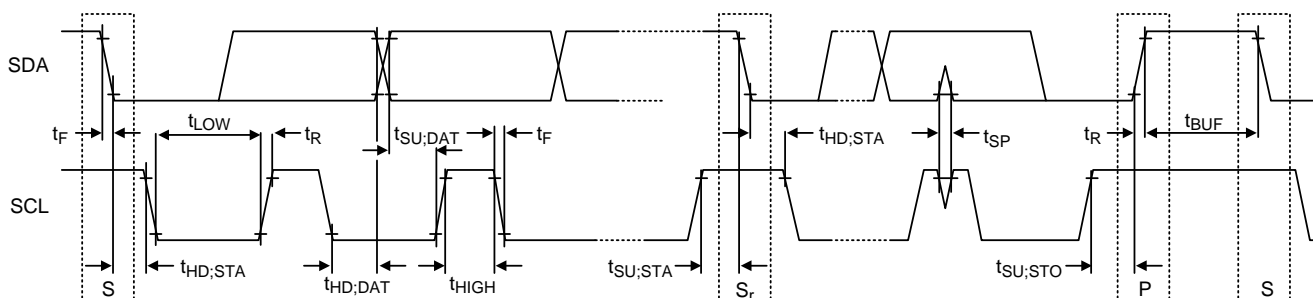 SDA
t_F
t_LOW
t_R
t_SU;DAT
t_F
t_HD;STA
t_SP
t_R
t_BUF
SCL
t_HD;STA
t_HD;DAT
t_HIGH
t_SU;STA
t_SU;STO
S
S_r
P
S